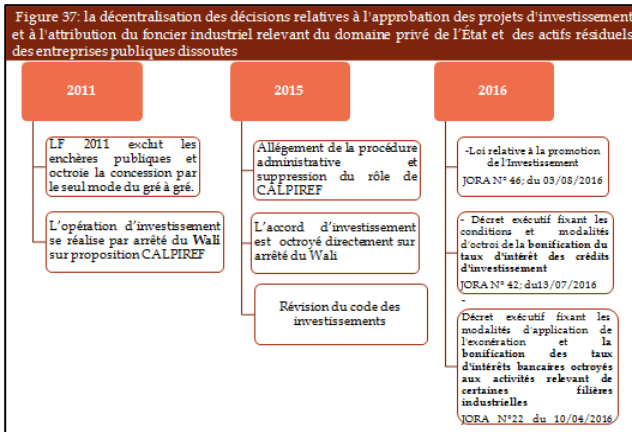 Figure 37: la décentralisation des décisions relatives à l'approbation des projets d'investissement
et à l'attribution du foncier industriel relevant du domaine privé de l'État et des actifs résiduels
des entreprises publiques dissoutes
2011
LF 2011 exclut les
enchères publiques et
octroie la concession par
le seul mode du gré à gré.
L'opération d'investissement
se réalise par arrêté du Wali
sur proposition CALPIREF
2015
Allégement de la procédure
administrative et
suppression du rôle de
CALPIREF
L'accord d'investissement
est octroyé directement sur
arrêté du Wali
Révision du code des
investissements
2016
-Loi relative à la promotion
de l'Investissement
JORA N° 46; du 03/08/2016
- Décret exécutif fixant les
conditions et modalités
d'octroi de la bonification du
taux d'intérêt des crédits
d'investissement
JORA N° 42; du13/07/2016
-
Décret exécutif fixant les
modalités d'application de
l'exonération et la
bonification des taux
d'intérêts bancaires octroyés
aux activités relevant de
certaines filières
industrielles
JORA N°22 du 10/04/2016